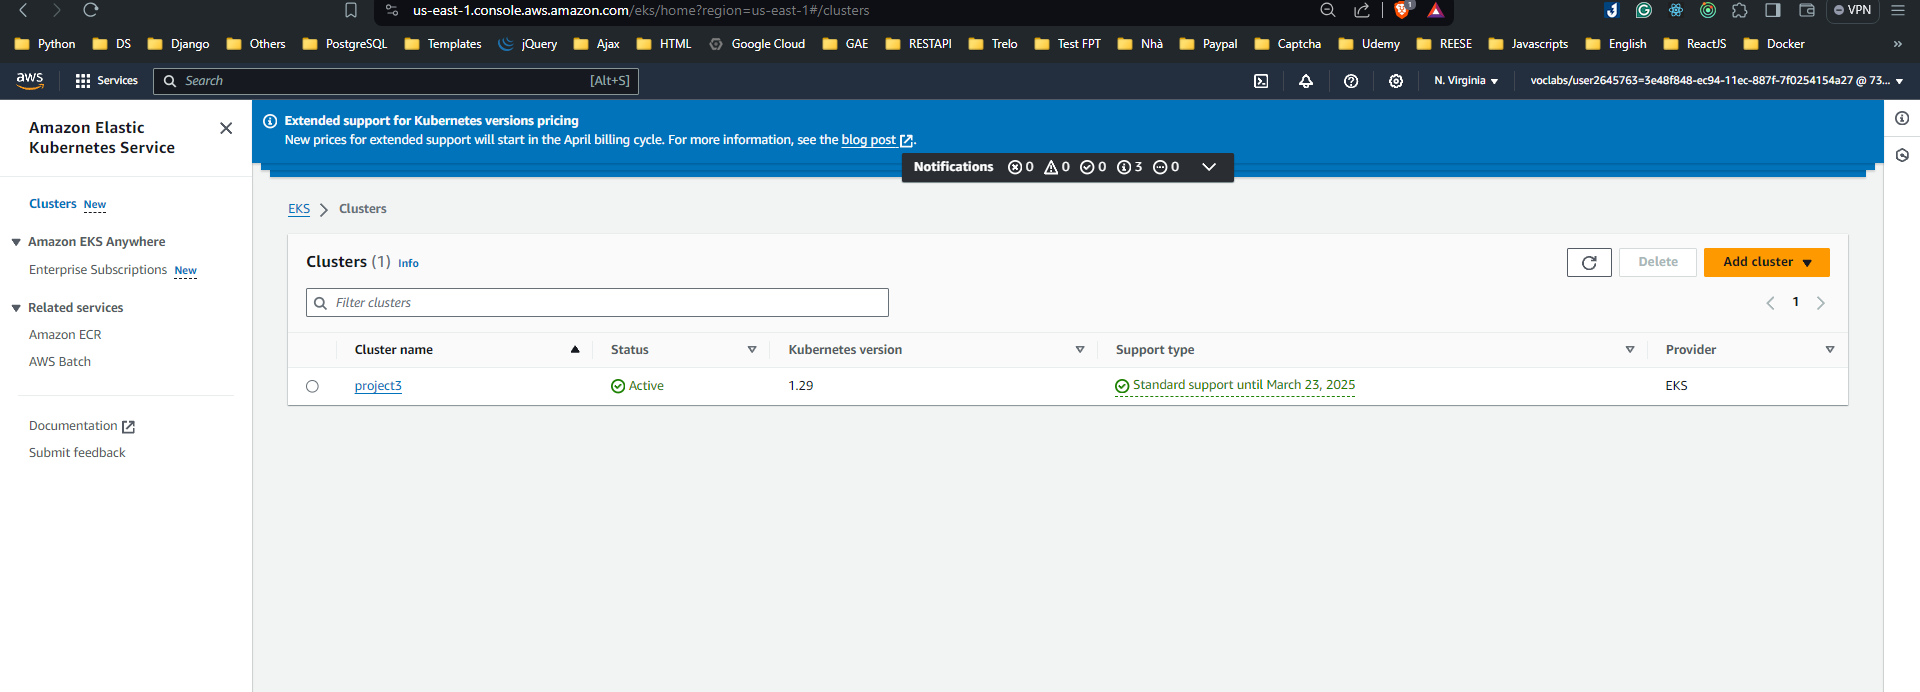 us-east-1.console.aws.amazon.com/eks/home?region=us-east-1#/clusters
1
VPN
Python DS Django Others PostgreSQL Templates jQuery Ajax HTML Google Cloud GAE RESTAPI Trelo Test FPT Nhà Paypal Captcha Udemy REESE Javascripts English ReactJS Docker »
aws Services Search [Alt+S] N. Virginia voclabs/user2645763=3e48f848-ec94-11ec-887f-7f0254154a27 @ 73...
Amazon Elastic
Kubernetes Service
Clusters New
Amazon EKS Anywhere
Enterprise Subscriptions New
Related services
Amazon ECR
AWS Batch
Documentation
Submit feedback
Extended support for Kubernetes versions pricing
New prices for extended support will start in the April billing cycle. For more information, see the blog post.
Notifications 0 0 0 3 0
EKS Clusters
Clusters (1) Info
Delete
Add cluster
Filter clusters
1
Cluster name Status Kubernetes version Support type Provider
project3 Active 1.29 Standard support until March 23, 2025 EKS